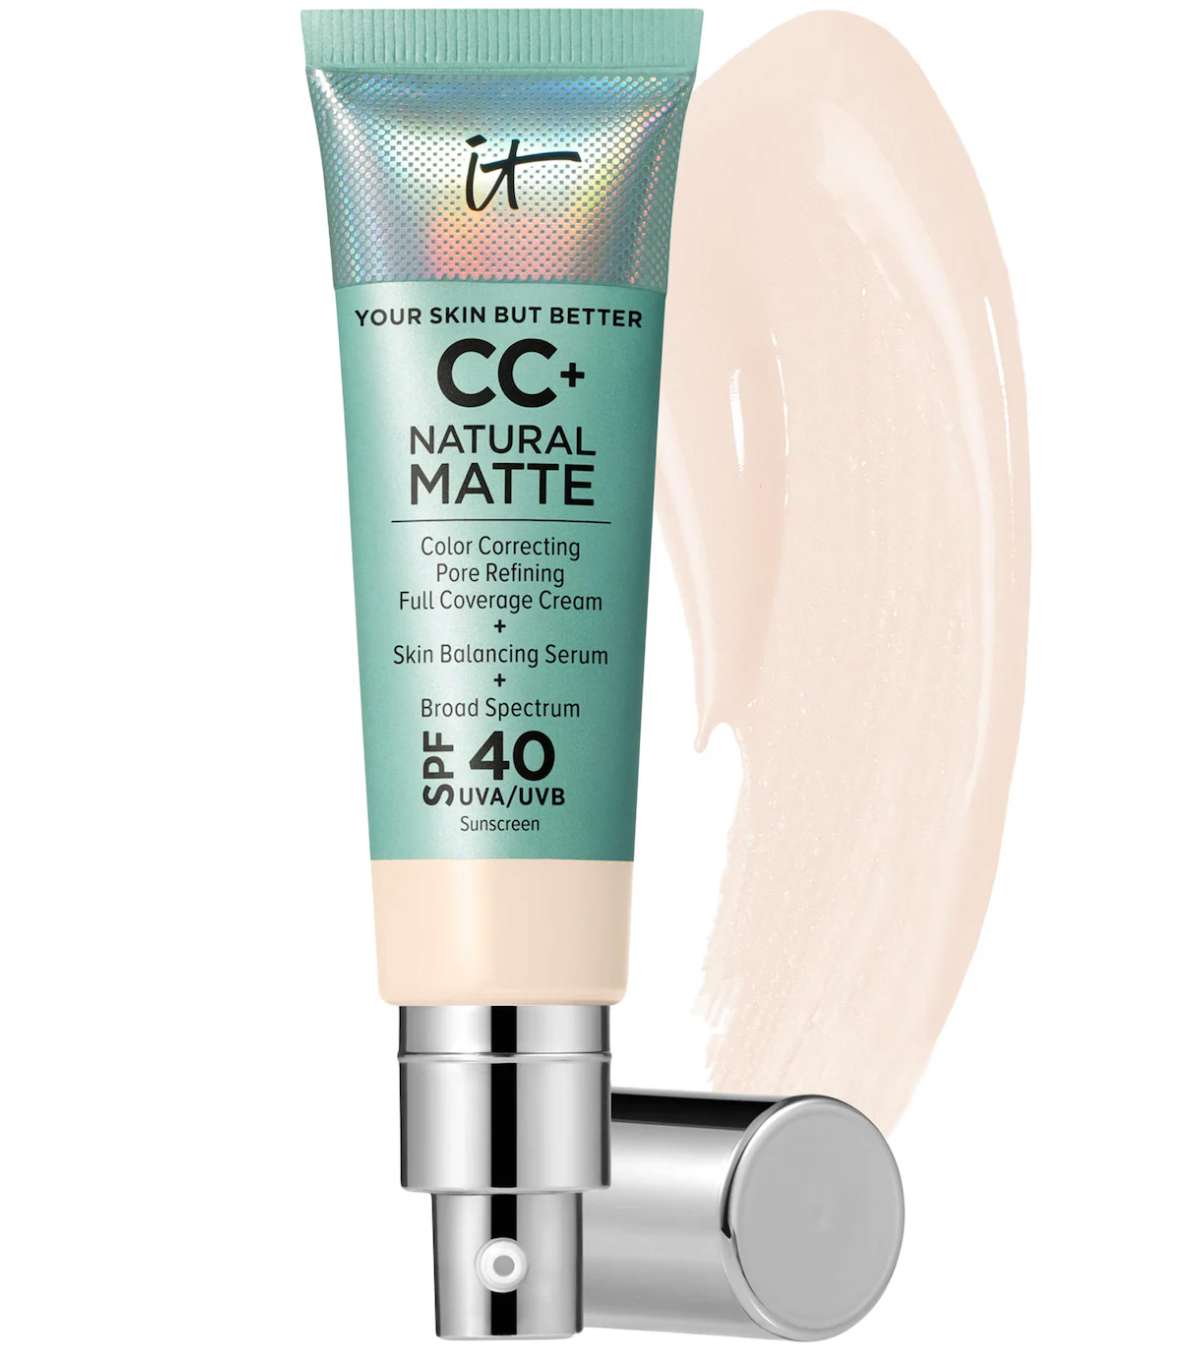 it
YOUR SKIN BUT BETTER
CC+
NATURAL
MATTE
Color Correcting
Pore Refining
Full Coverage Cream
+
Skin Balancing Serum
+
Broad Spectrum
SPF 40
UVA/UVB
Sunscreen